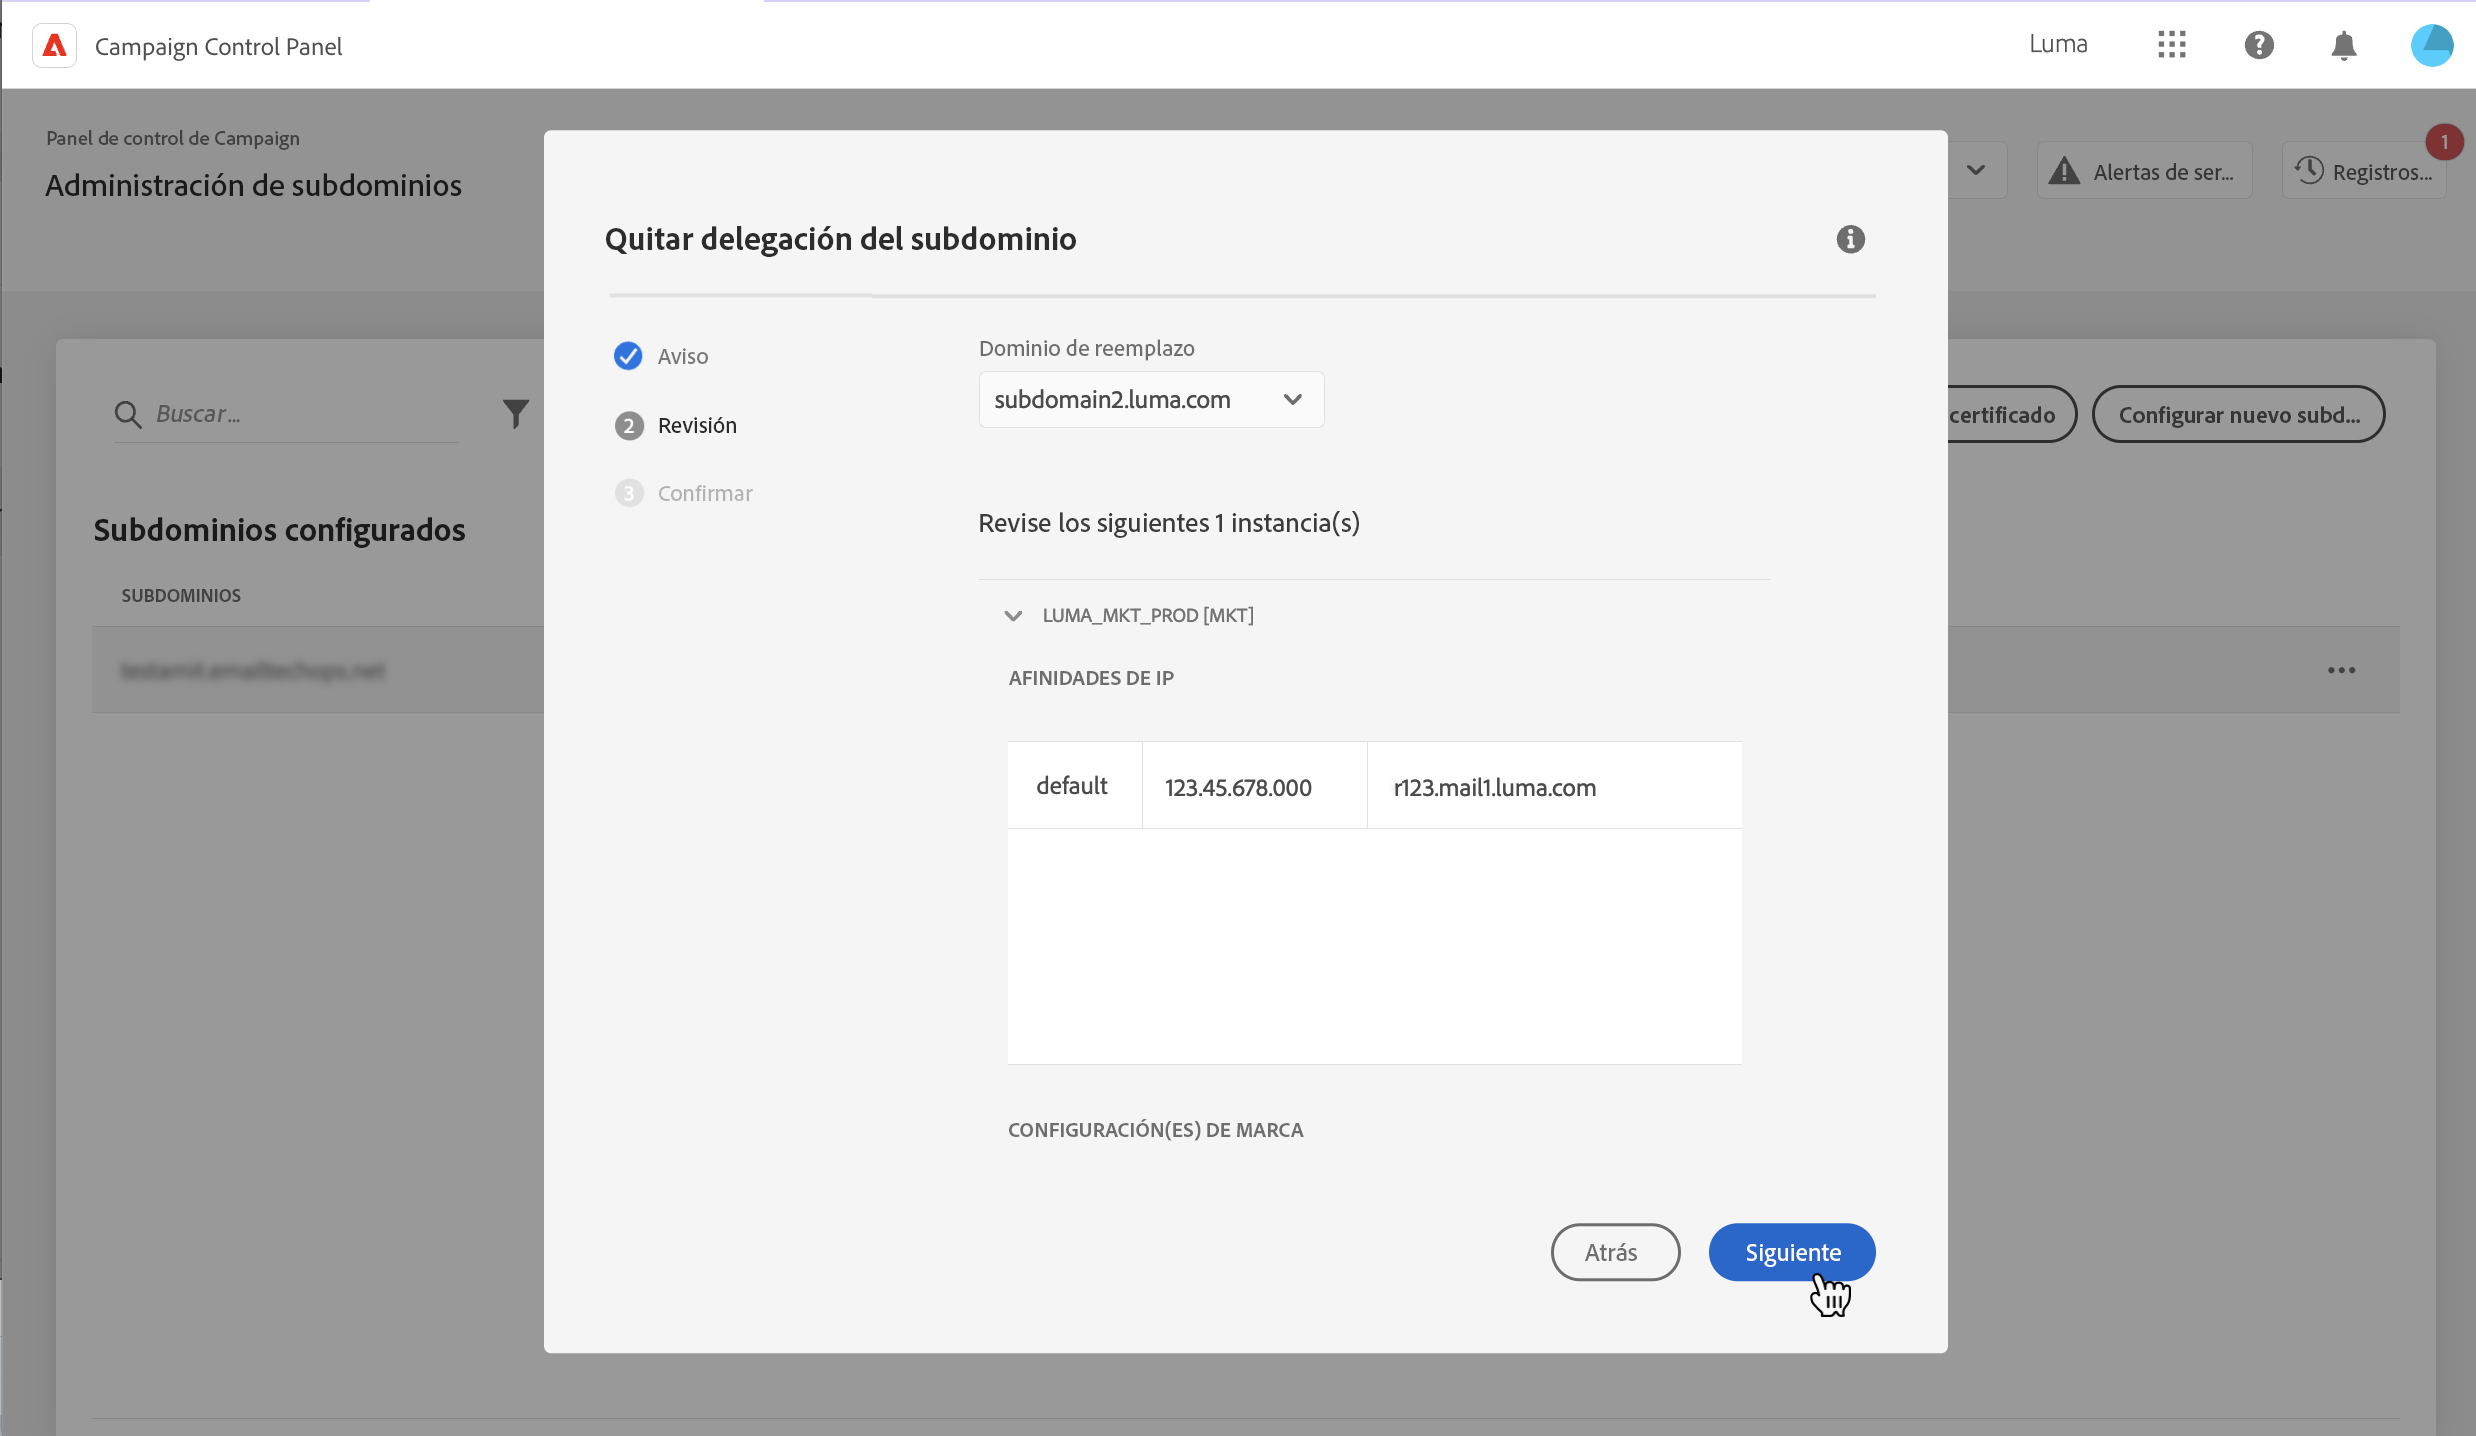 Campaign Control Panel
Luma
Panel de control de Campaign
Administración de subdominios
Alertas de ser...
Registros...
1
Buscar...
certificado
Configurar nuevo subd...
Subdominios configurados
SUBDOMINIOS
Quitar delegación del subdominio
Aviso
2 Revisión
3 Confirmar
Dominio de reemplazo
subdomain2.luma.com
Revise los siguientes 1 instancia(s)
LUMA_MKT_PROD [MKT]
AFINIDADES DE IP
default 123.45.678.000 r123.mail1.luma.com
CONFIGURACIÓN(ES) DE MARCA
Atrás
Siguiente